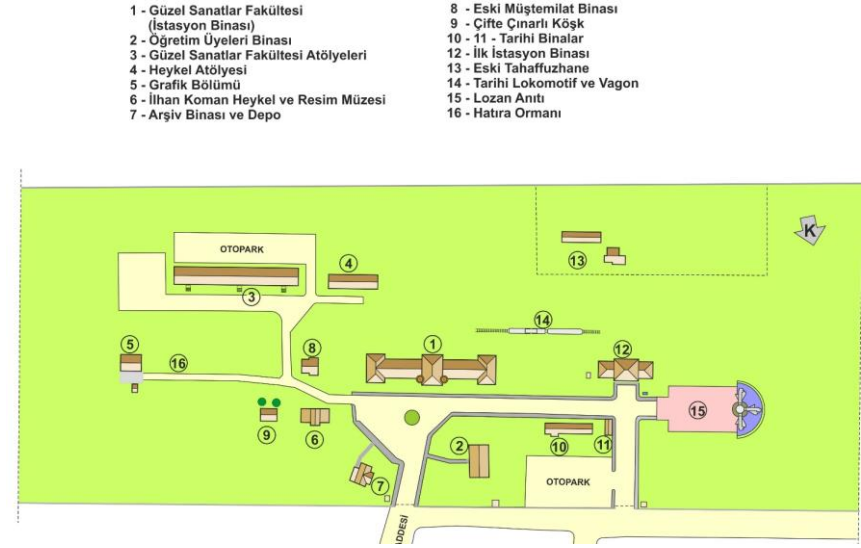 1 - Güzel Sanatlar Fakültesi
(İstasyon Binası)
2 - Öğretim Üyeleri Binası
3 - Güzel Sanatlar Fakültesi Atölyeleri
4 - Heykel Atölyesi
5 - Grafik Bölümü
6 - İlhan Koman Heykel ve Resim Müzesi
7 - Arşiv Binası ve Depo
8 - Eski Müştemilat Binası
9 - Çifte Çınarlı Köşk
10 - 11 - Tarihi Binalar
12 - İlk İstasyon Binası
13 - Eski Tahaffuzhane
14 - Tarihi Lokomotif ve Vagon
15 - Lozan Anıtı
16 - Hatıra Ormanı
K
OTOPARK
13
4
3
14
5
16
8
1
12
15
9
6
2
10
11
7
OTOPARK
ADDESİ